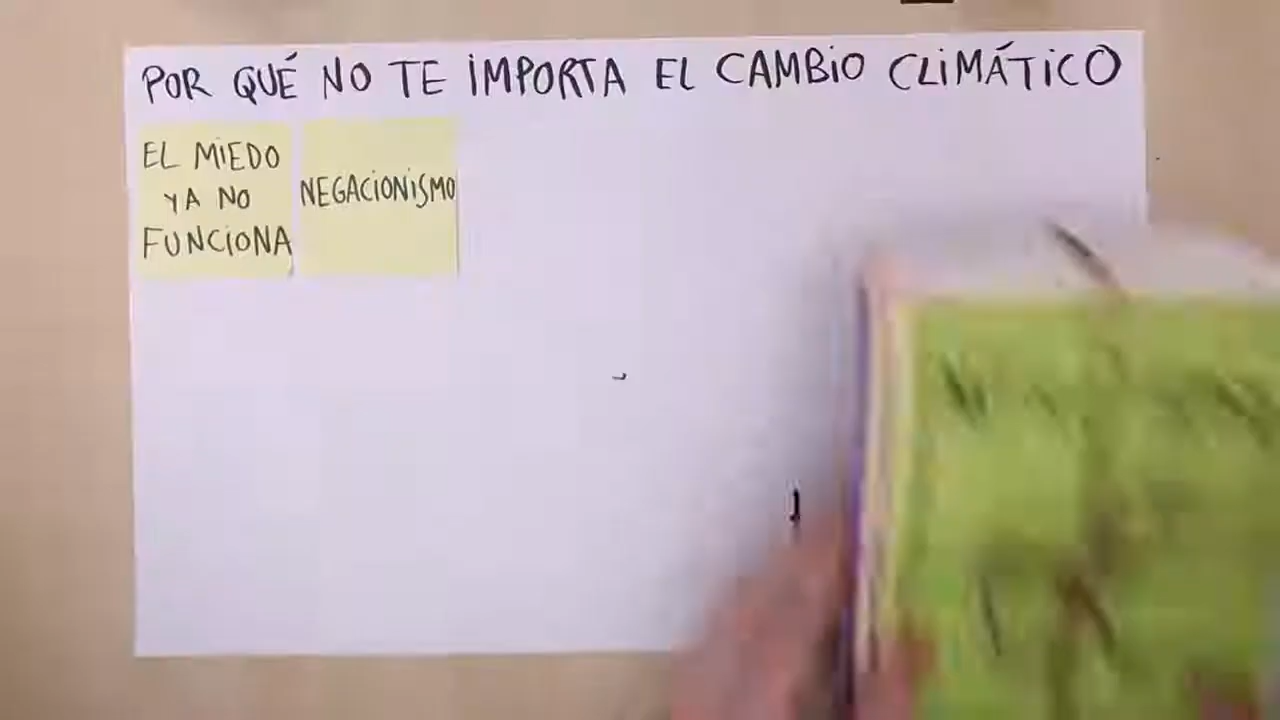 POR QUÉ NO TE IMPORTA EL CAMBIO CLIMÁTICO
EL MIEDO
YA NO
FUNCIONA
NEGACIONISMO